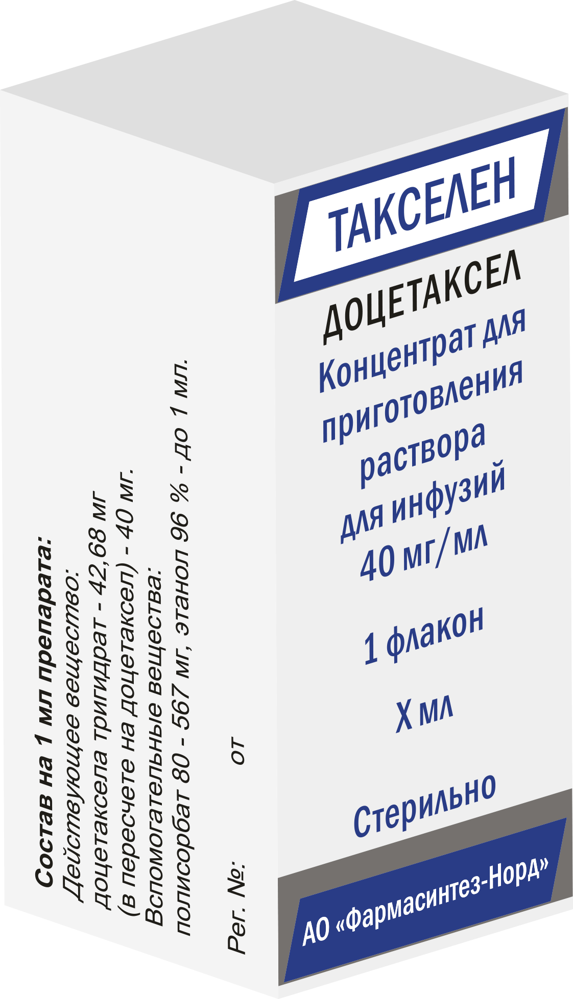 ТАКСЕЛЕН
ДОЦЕТАКСЕЛ
Концентрат для
приготовления
раствора
для инфузий
40 мг/мл
1 флакон
Х мл
Стерильно
АО «Фармасинтез-Норд»
Состав на 1 мл препарата:
Действующее вещество:
доцетаксела тригидрат - 42,68 мг
(в пересчете на доцетаксел) - 40 мг.
Вспомогательные вещества:
полисорбат 80 - 567 мг, этанол 96 % - до 1 мл.
Рег. №: от